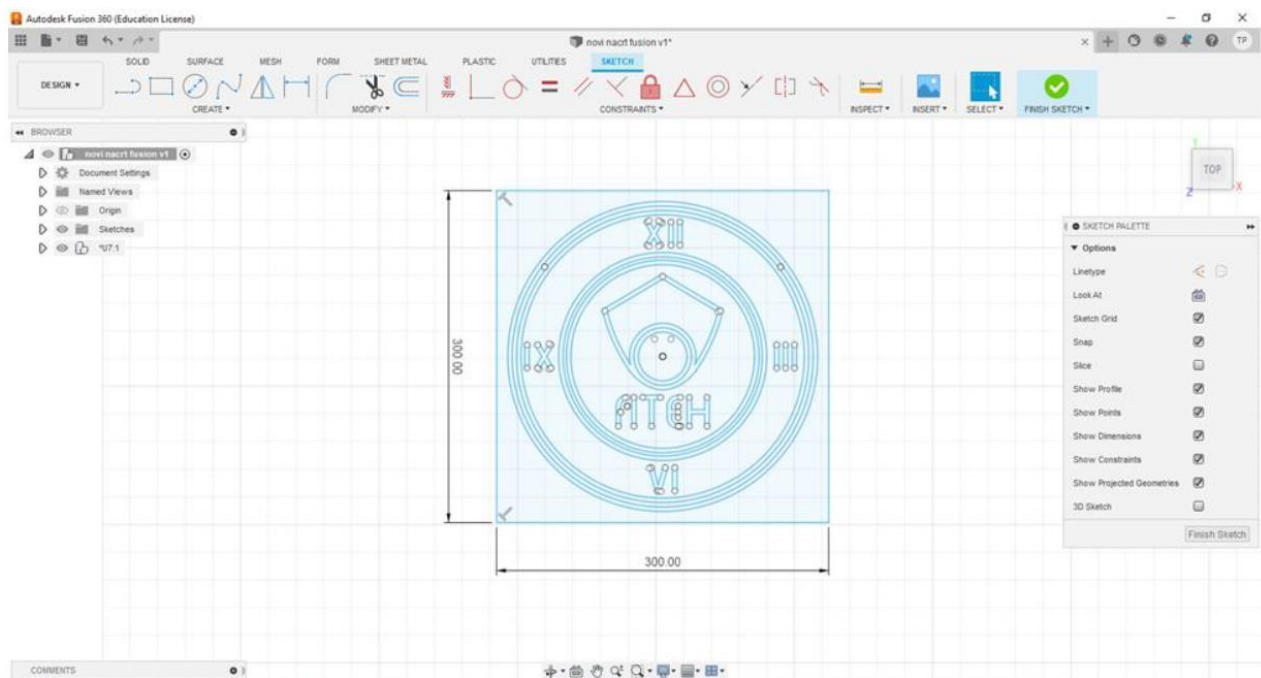 Autodesk Fusion 360 (Education License)
novi nacrt fusion v1*
TP
SOLID SURFACE MESH FORM SHEET METAL PLASTIC UTILITIES SKETCH
DESIGN
CREATE MODIFY CONSTRAINTS INSPECT INSERT SELECT FINISH SKETCH
BROWSER
novi nacrt fusion v1
Document Settings
Named Views
Origin
Sketches
TOP
Y
Z
X
SKETCH PALETTE
Options
Linetype
Look At
Sketch Grid
Snap
Slice
Show Profile
Show Points
Show Dimensions
Show Constraints
Show Projected Geometries
3D Sketch
Finish Sketch
XII
IX
III
VI
300.00
300.00
COMMENTS